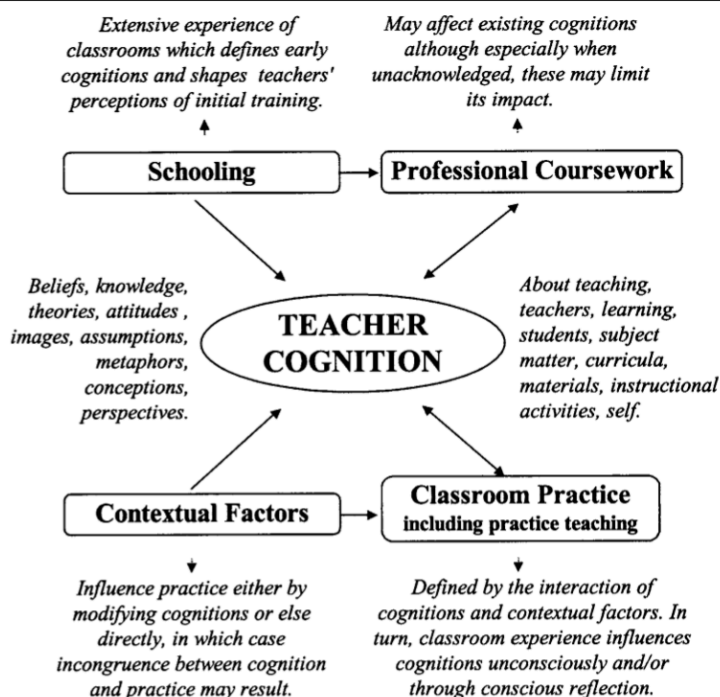 Extensive experience of
classrooms which defines early
cognitions and shapes teachers'
perceptions of initial training.
May affect existing cognitions
although especially when
unacknowledged, these may limit
its impact.
Schooling
Professional Coursework
Beliefs, knowledge,
theories, attitudes ,
images, assumptions,
metaphors,
conceptions,
perspectives.
TEACHER
COGNITION
About teaching,
teachers, learning,
students, subject
matter, curricula,
materials, instructional
activities, self.
Contextual Factors
Classroom Practice
including practice teaching
Influence practice either by
modifying cognitions or else
directly, in which case
incongruence between cognition
and practice may result.
Defined by the interaction of
cognitions and contextual factors. In
turn, classroom experience influences
cognitions unconsciously and/or
through conscious reflection.